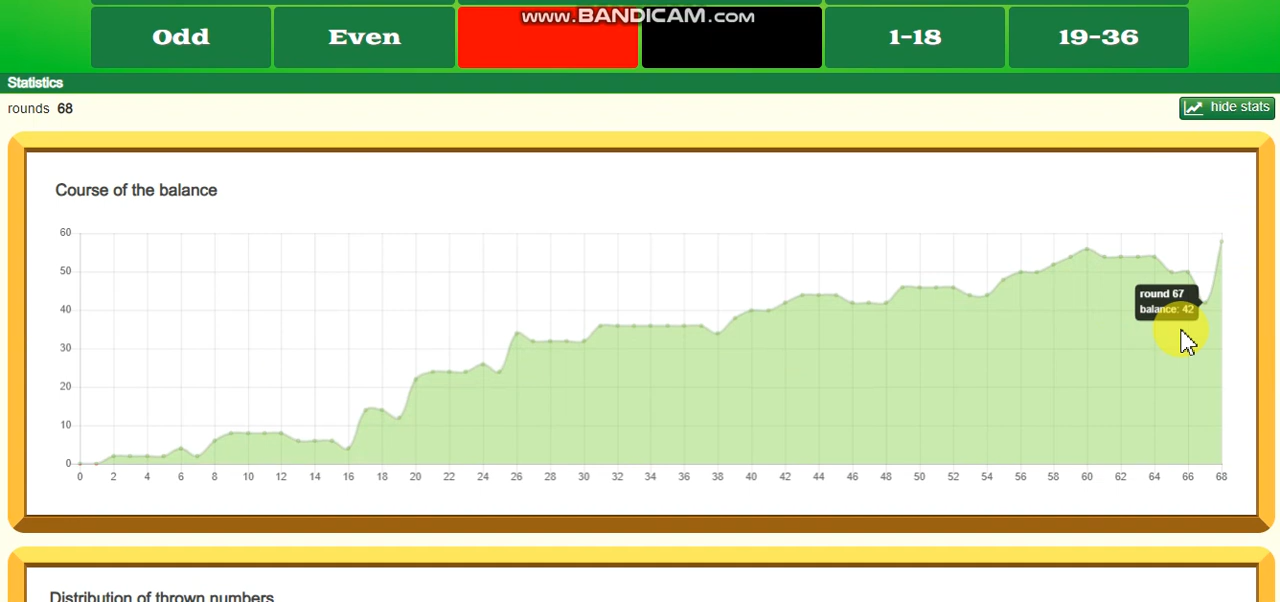 www.BANDICAM.com
Odd Even 1-18 19-36
Statistics
rounds 68
hide stats
Course of the balance
60
50
40
30
20
10
0
round 67
balance: 42
0 2 4 6 8 10 12 14 16 18 20 22 24 26 28 30 32 34 36 38 40 42 44 46 48 50 52 54 56 58 60 62 64 66 68
Distribution of thrown numbers